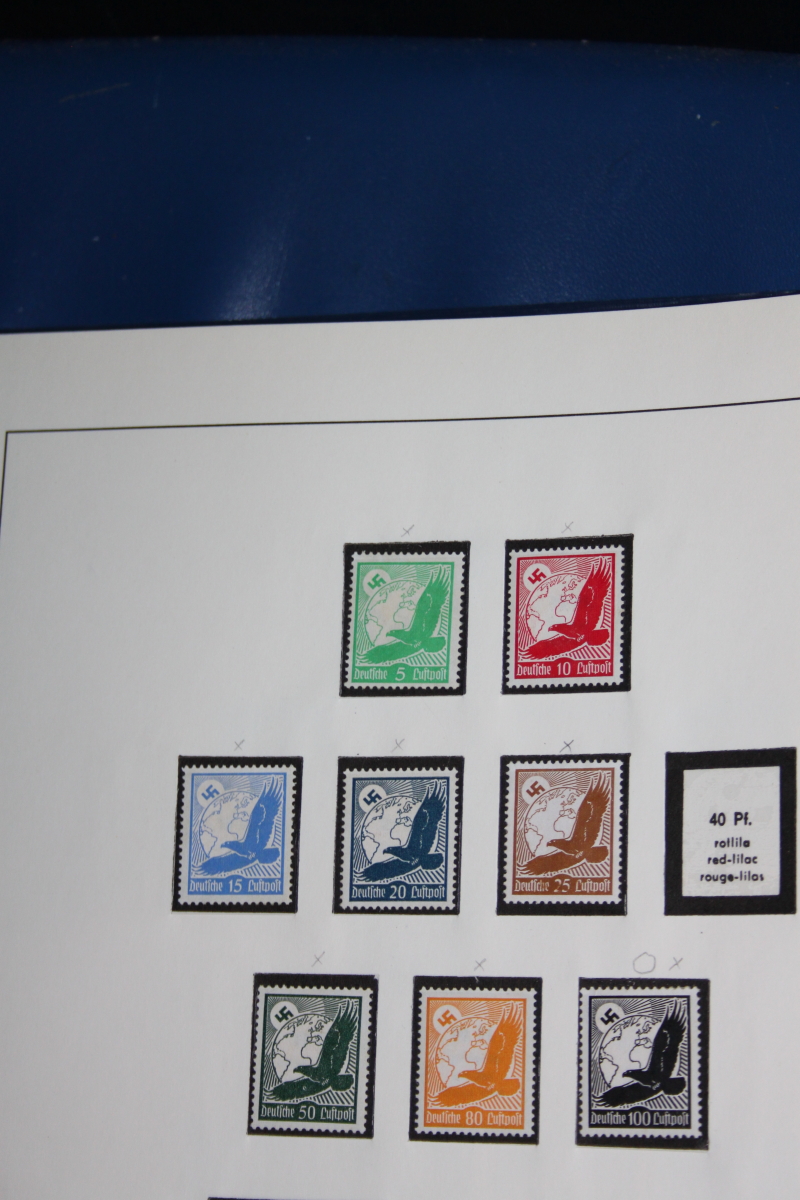 5
Deutsche Luftpost
10
Deutsche Luftpost
15
Deutsche Luftpost
20
Deutsche Luftpost
25
Deutsche Luftpost
40 Pf.
rotlila
red-lilac
rouge-lilas
50
Deutsche Luftpost
80
Deutsche Luftpost
100
Deutsche Luftpost